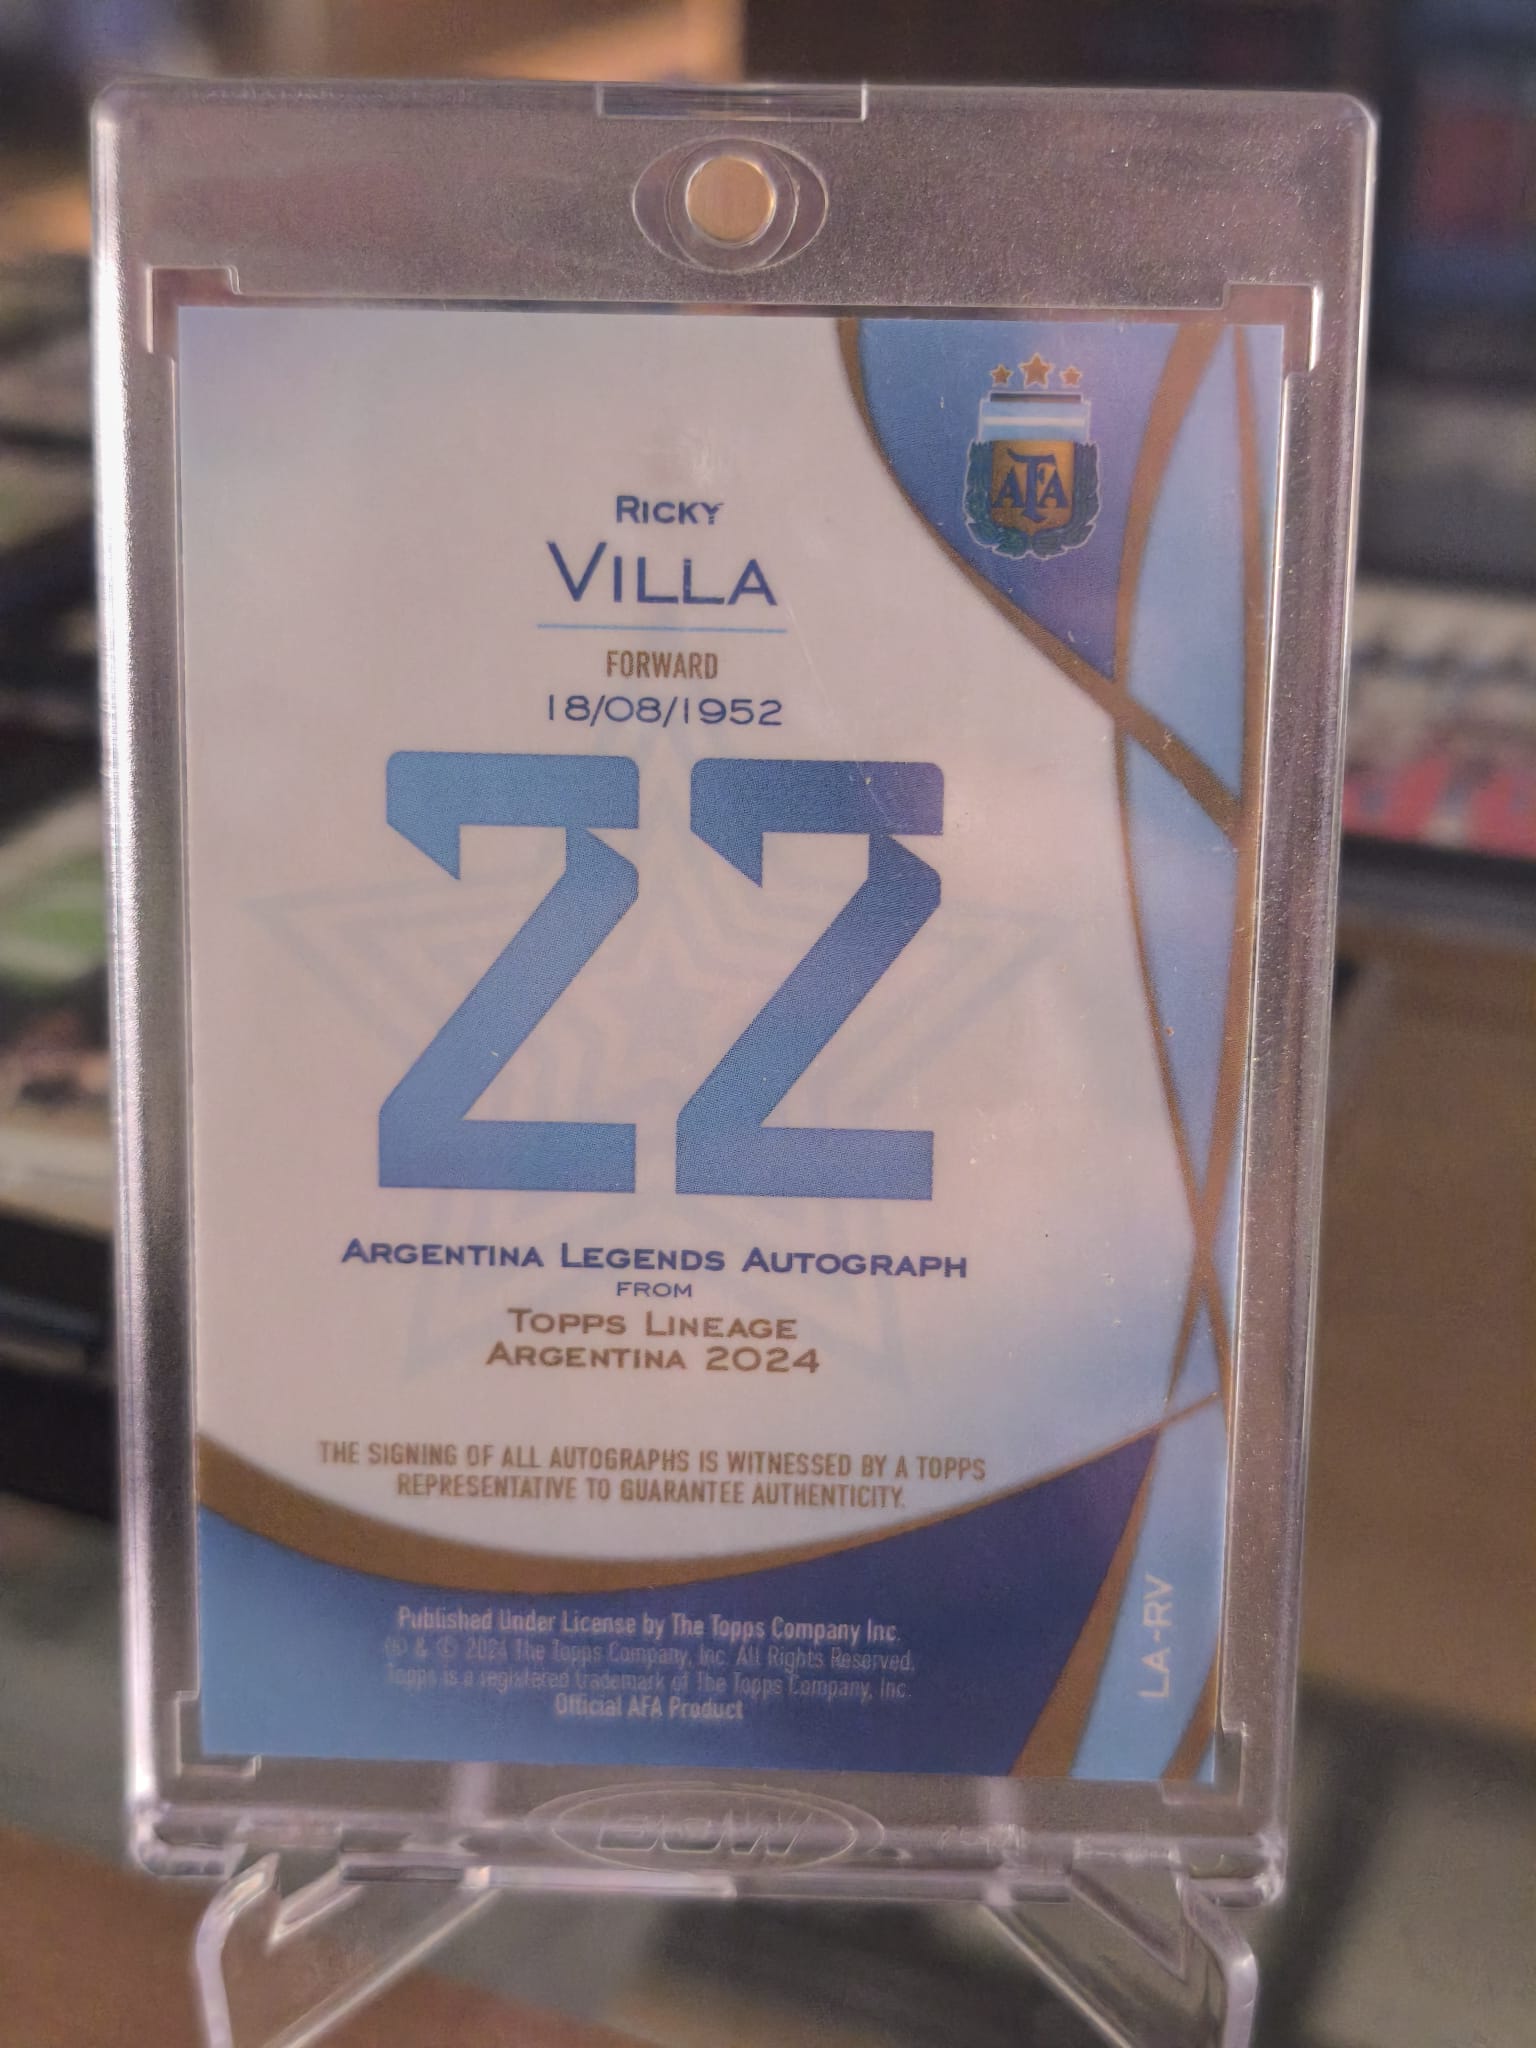 AFA
RICKY
VILLA
FORWARD
18/08/1952
22
ARGENTINA LEGENDS AUTOGRAPH
FROM
TOPPS LINEAGE
ARGENTINA 2024
THE SIGNING OF ALL AUTOGRAPHS IS WITNESSED BY A TOPPS
REPRESENTATIVE TO GUARANTEE AUTHENTICITY.
Published Under License by The Topps Company Inc.
® & © 2024 The Topps Company, Inc. All Rights Reserved.
Topps is a registered trademark of The Topps Company, Inc.
Official AFA Product
LA-RV
BCW